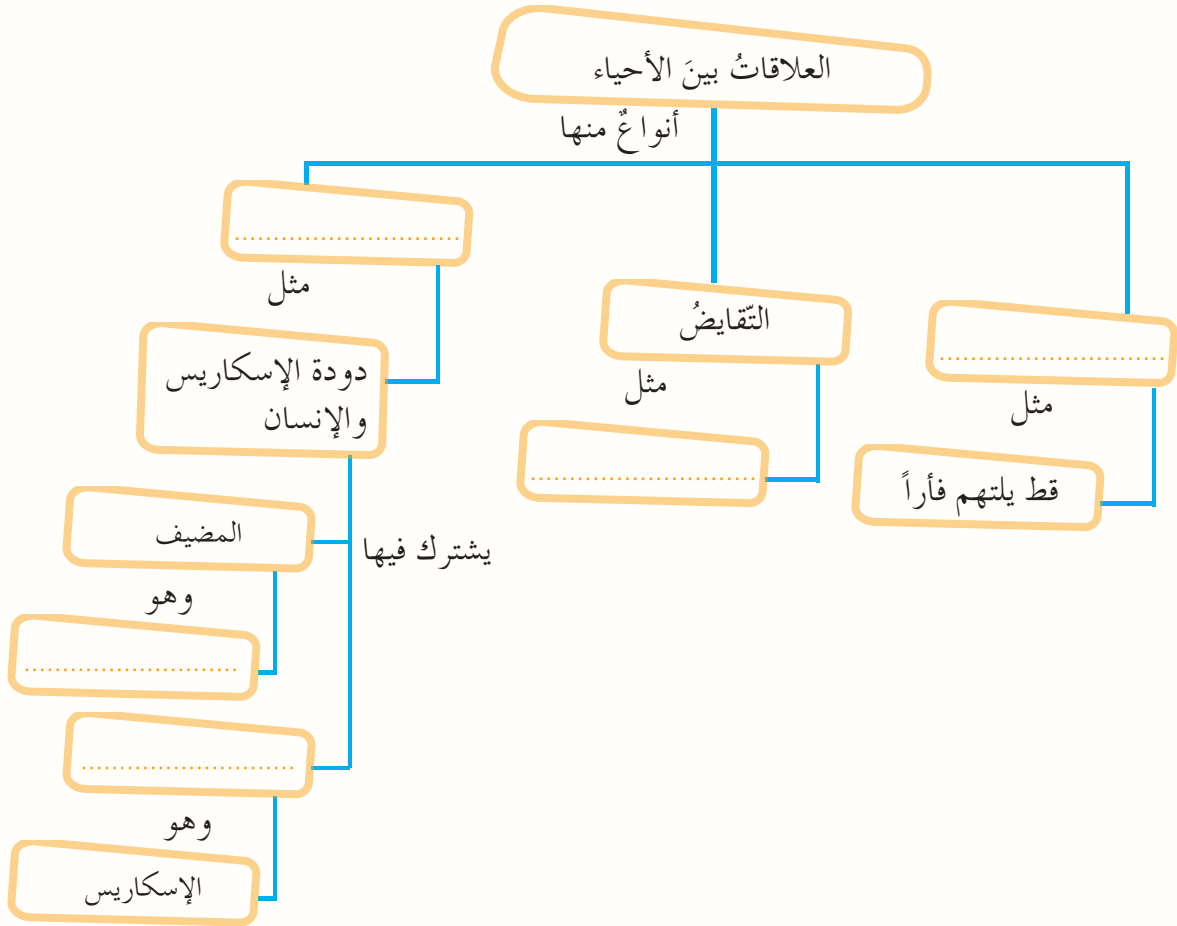 العلاقاتُ بينَ الأحياء
أنواعٌ منها
............................
مثل
قط يلتهم فأراً
التّقايضُ
مثل
............................
............................
مثل
دودة الإسكاريس
والإنسان
يشترك فيها
المضيف
وهو
............................
............................
وهو
الإسكاريس